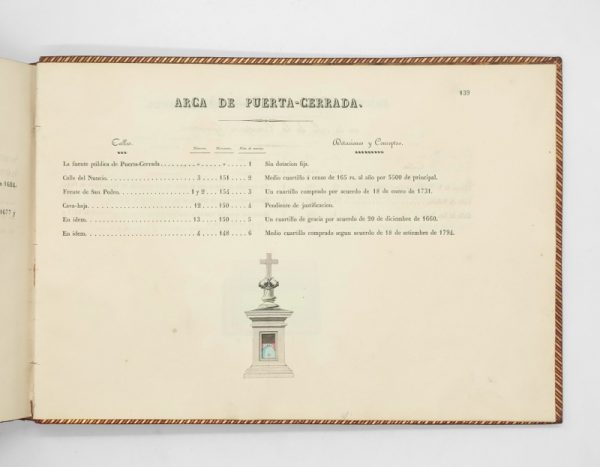 139
ARCA DE PUERTA-CERRADA.
Calles. Dotaciones y Conceptos.
La fuente pública de Puerta-Cerrada........... » .... » .... 1 Sin dotacion fija.
Calle del Nuncio. .......... 3 .... 151 .... 2 Medio cuartillo á censo de 165 rs. al año por 5500 de principal.
Frente de San Pedro. ......... 1 y 2 .. 154 .... 3 Un cuartillo comprado por acuerdo de 18 de enero de 1731.
Cava-baja. .......... 12 .... 150 .... 4 Pendiente de justificacion.
En idem. .......... 13 .... 150 .... 5 Un cuartillo de gracia por acuerdo de 20 de diciembre de 1660.
En idem. .......... 4 .... 148 .... 6 Medio cuartillo comprado segun acuerdo de 18 de setiembre de 1794.
1677 y